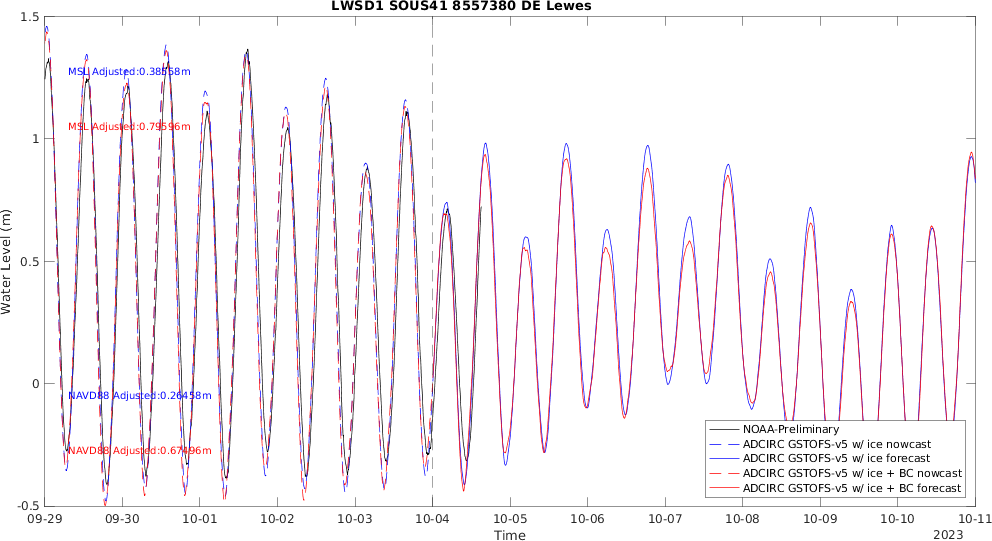 LWSD1 SOUS41 8557380 DE Lewes
1.5
1
0.5
0
-0.5
Water Level (m)
MSL Adjusted:0.38558m
MSL Adjusted:0.79596m
NAVD88 Adjusted:0.26458m
NAVD88 Adjusted:0.67496m
NOAA-Preliminary
ADCIRC GSTOFS-v5 w/ ice nowcast
ADCIRC GSTOFS-v5 w/ ice forecast
ADCIRC GSTOFS-v5 w/ ice + BC nowcast
ADCIRC GSTOFS-v5 w/ ice + BC forecast
09-29 09-30 10-01 10-02 10-03 10-04 10-05 10-06 10-07 10-08 10-09 10-10 10-11
Time
2023